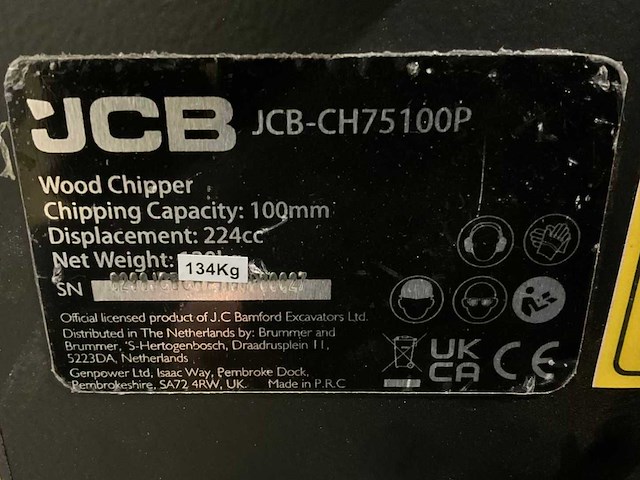 JCB JCB-CH75100P
Wood Chipper
Chipping Capacity: 100mm
Displacement: 224cc
Net Weight: 134Kg
SN
Official licensed product of J.C Bamford Excavators Ltd.
Distributed in The Netherlands by: Brummer and
Brummer, 'S-Hertogenbosch, Draadrusplein 11,
5223DA, Netherlands
Genpower Ltd, Isaac Way, Pembroke Dock,
Pembrokeshire, SA72 4RW, UK. Made in P.R.C
UK
CA CE